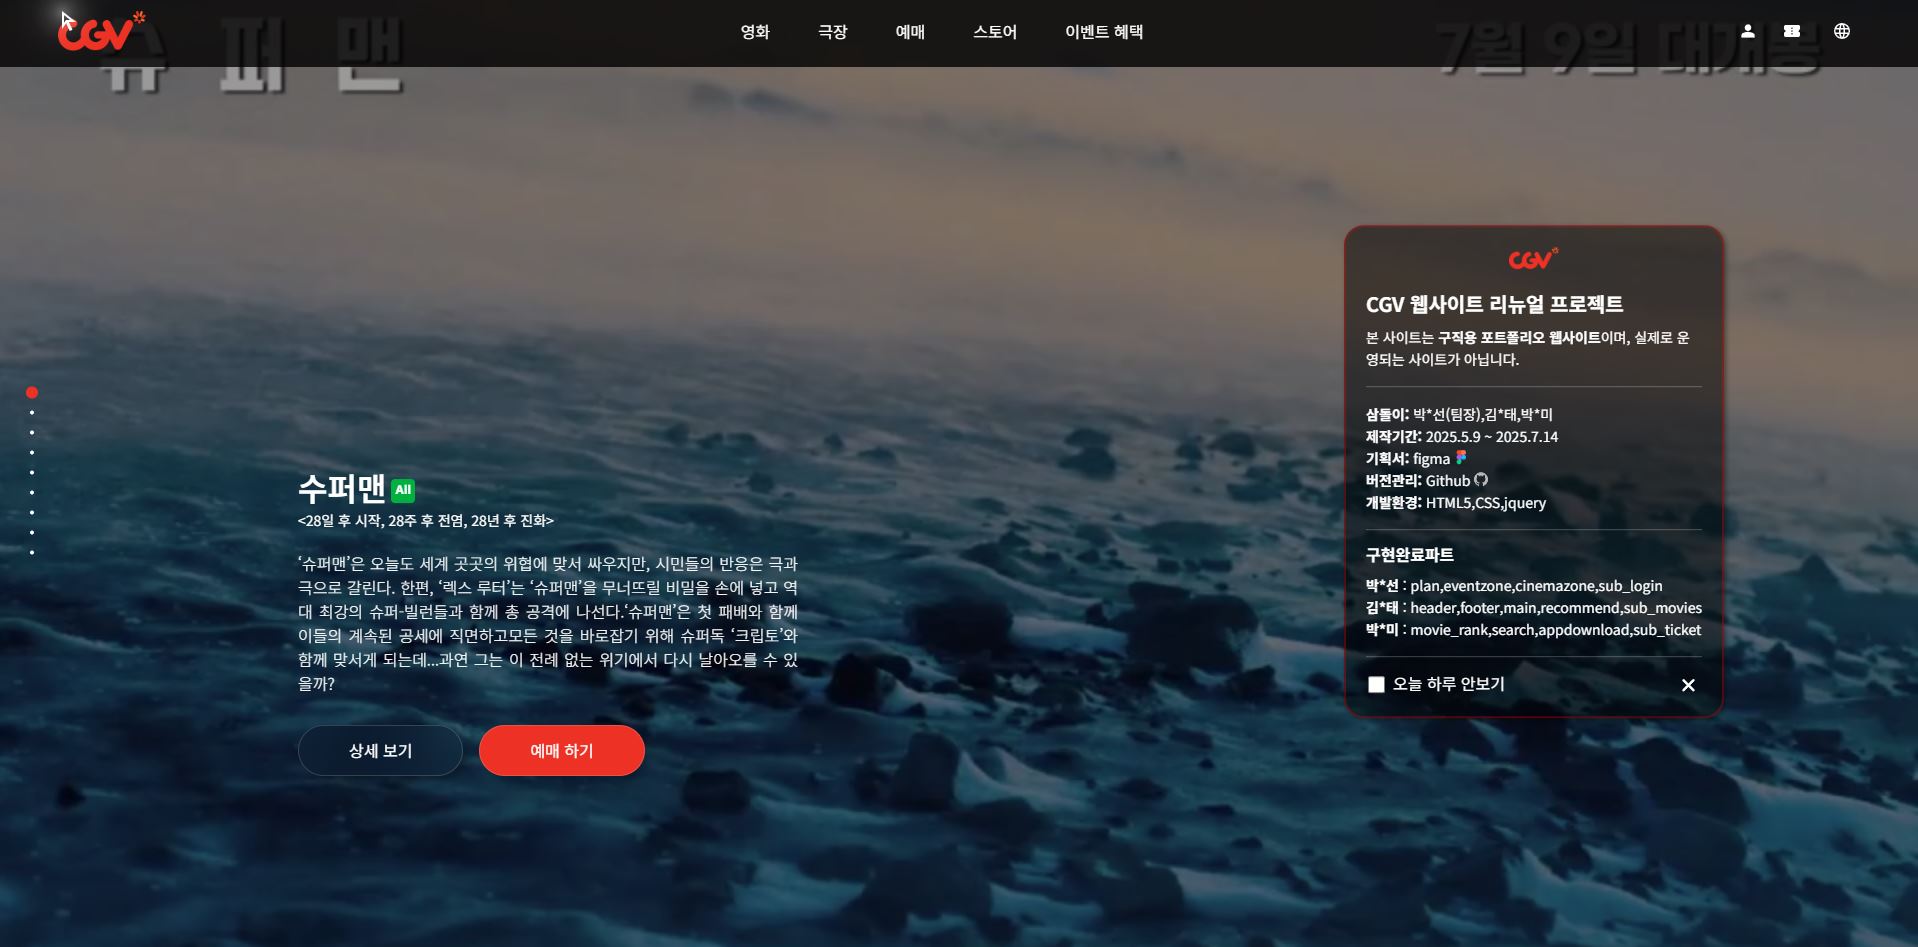 CGV
영화
극장
예매
스토어
이벤트 혜택
슈퍼맨
7월 9일 대개봉
수퍼맨 All
<28일 후 시작, 28주 후 전염, 28년 후 진화>
‘슈퍼맨’은 오늘도 세계 곳곳의 위협에 맞서 싸우지만, 시민들의 반응은 극과
극으로 갈린다. 한편, ‘렉스 루터’는 ‘슈퍼맨’을 무너뜨릴 비밀을 손에 넣고 역
대 최강의 슈퍼-빌런들과 함께 총 공격에 나선다.‘슈퍼맨’은 첫 패배와 함께
이들의 계속된 공세에 직면하고모든 것을 바로잡기 위해 슈퍼독 ‘크립토’와
함께 맞서게 되는데...과연 그는 이 전례 없는 위기에서 다시 날아오를 수 있
을까?
상세 보기
예매 하기
CGV
CGV 웹사이트 리뉴얼 프로젝트
본 사이트는 구직용 포트폴리오 웹사이트이며, 실제로 운
영되는 사이트가 아닙니다.
삼돌이: 박*선(팀장),김*태,박*미
제작기간: 2025.5.9 ~ 2025.7.14
기획서: figma
버전관리: Github
개발환경: HTML5,CSS,jquery
구현완료파트
박*선 : plan,eventzone,cinemazone,sub_login
김*태 : header,footer,main,recommend,sub_movies
박*미 : movie_rank,search,appdownload,sub_ticket
오늘 하루 안보기